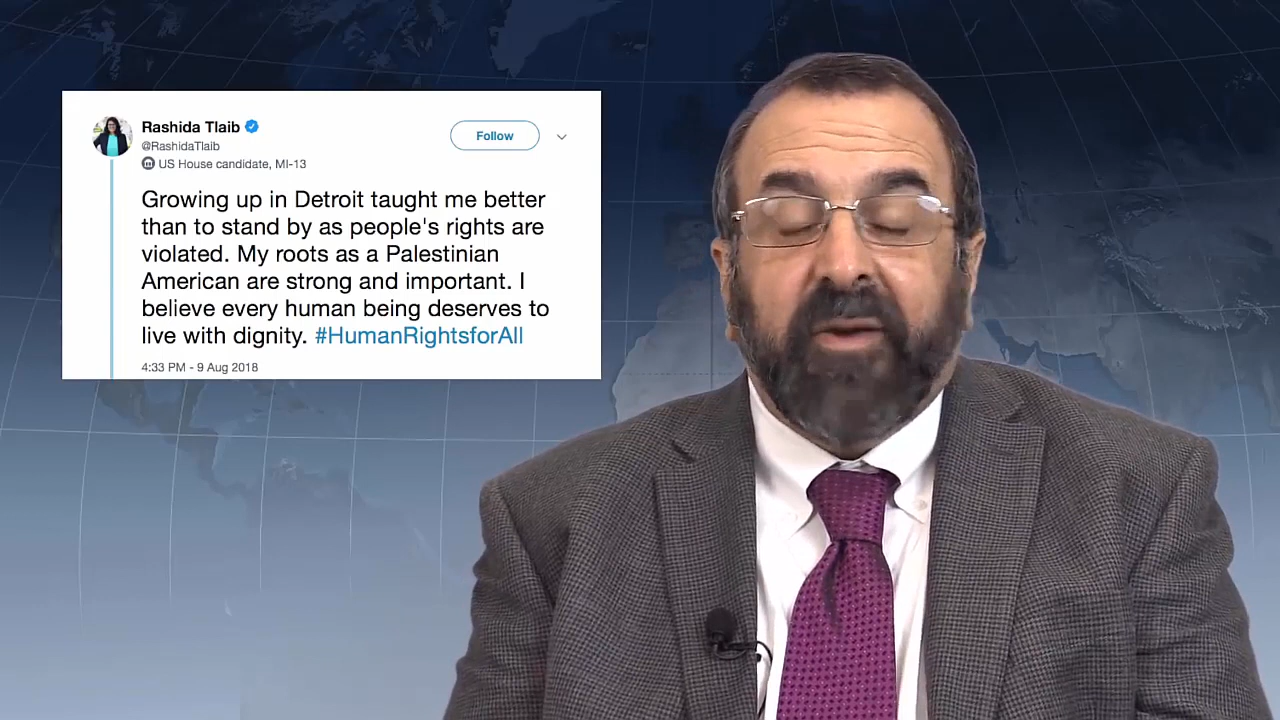 Rashida Tlaib
@RashidaTlaib
US House candidate, MI-13
Follow
Growing up in Detroit taught me better
than to stand by as people's rights are
violated. My roots as a Palestinian
American are strong and important. I
believe every human being deserves to
live with dignity. #HumanRightsforAll
4:33 PM - 9 Aug 2018